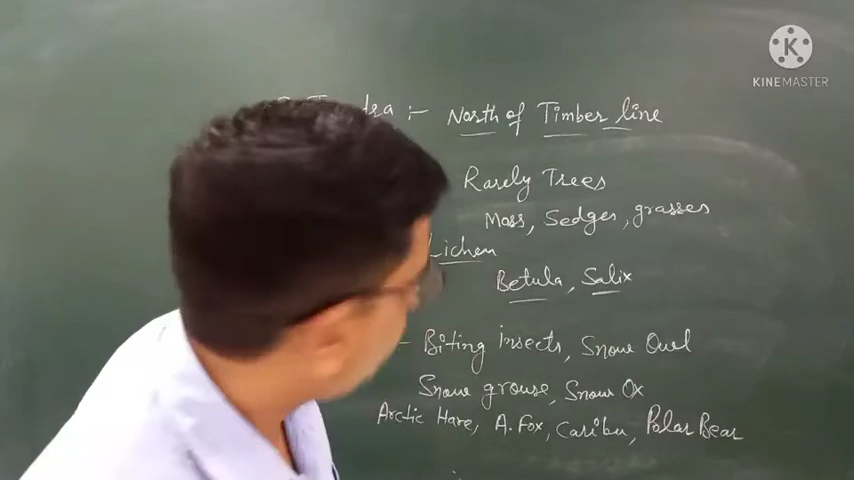 K
KINEMASTER
dra :- North of Timber line
Rarely Trees
Moss, Sedges, grasses
Lichen
Betula, Salix
- Biting insects, Snow Owl
Snow grouse, Snow Ox
Arctic Hare, A. Fox, Caribu, Polar Bear